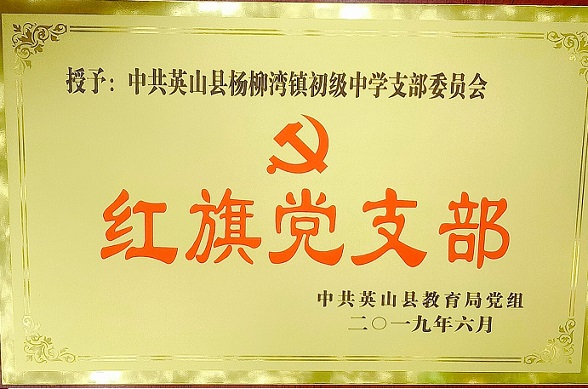 授予：中共英山县杨柳湾镇初级中学支部委员会
红旗党支部
中共英山县教育局党组
二〇一九年六月